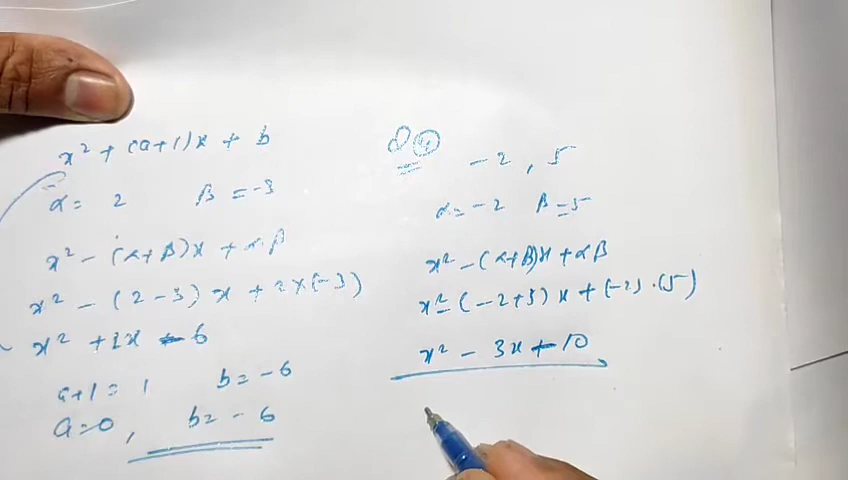 x² + (a+1)x + b
α = 2 β = -3
x² - (α+β)x + α.β
x² - (2-3)x + 2×(-3)
x² + 1x - 6
a+1 = 1 b = -6
a=0, b = -6
-2, 5
α = -2 β = 5
x² - (α+β)x + αβ
x² - (-2+5)x + (-2).(5)
x² - 3x - 10